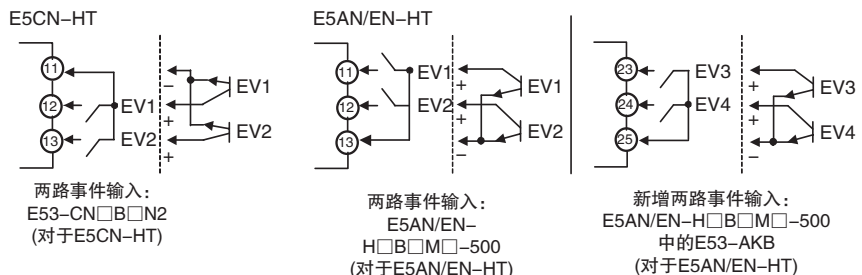 E5CN-HT
11
12
13
EV1
EV2
−
+
+
EV1
EV2
两路事件输入：
E53-CN□B□N2
(对于E5CN-HT)
E5AN/EN-HT
11
12
13
EV1
EV2
+
+
−
EV1
EV2
两路事件输入：
E5AN/EN-
H□B□M□-500
(对于E5AN/EN-HT)
23
24
25
EV3
EV4
+
+
−
EV3
EV4
新增两路事件输入：
E5AN/EN-H□B□M□-500
中的E53-AKB
(对于E5AN/EN-HT)